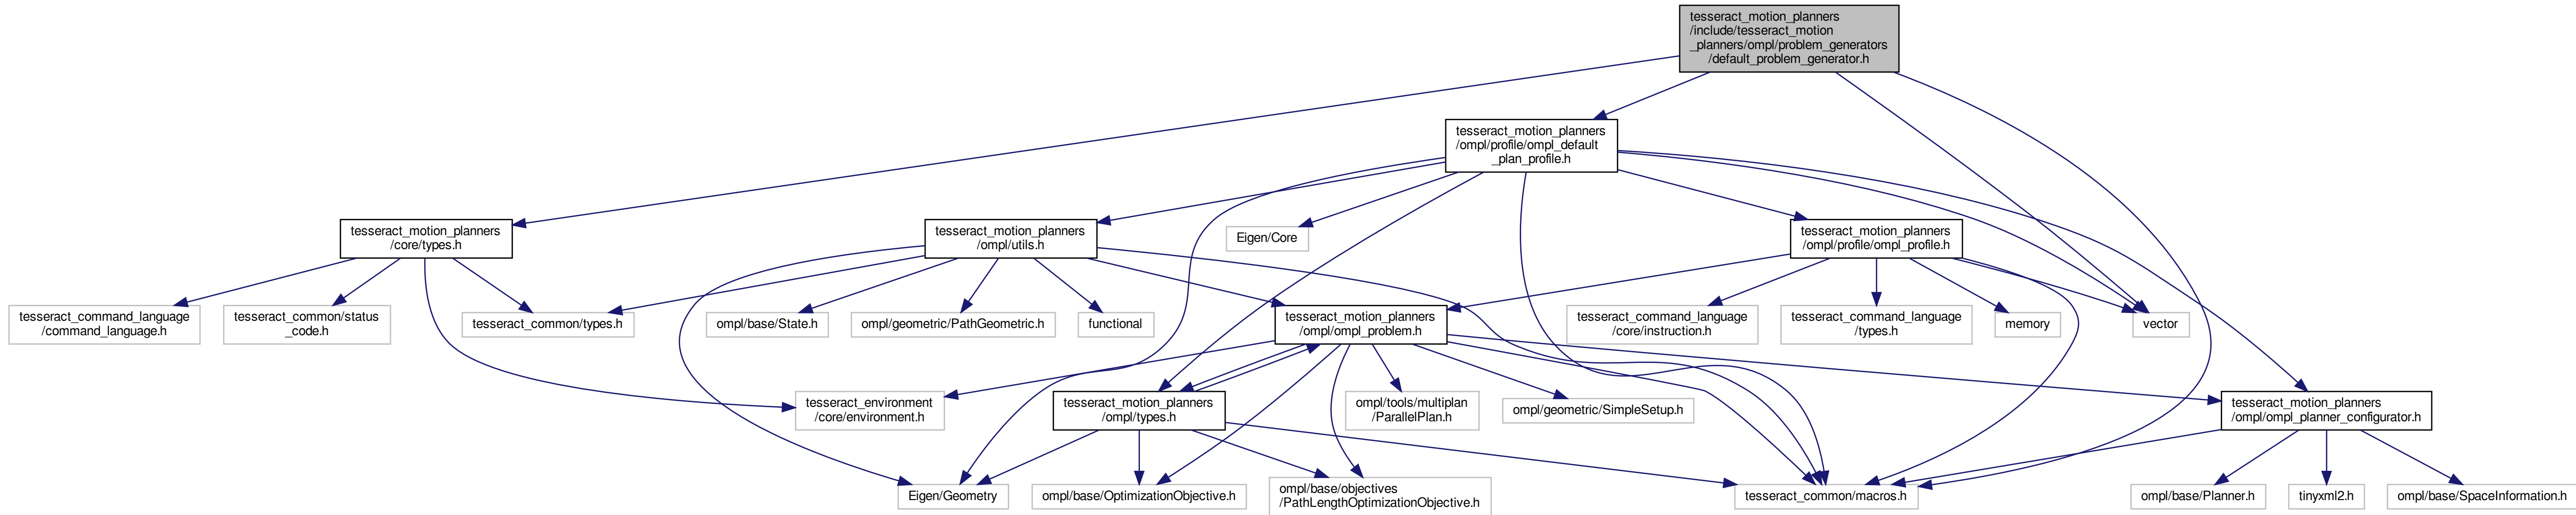 tesseract_motion_planners
/include/tesseract_motion
_planners/ompl/problem_generators
/default_problem_generator.h
tesseract_motion_planners
/ompl/profile/ompl_default
_plan_profile.h
tesseract_motion_planners
/core/types.h
tesseract_motion_planners
/ompl/utils.h
Eigen/Core
tesseract_motion_planners
/ompl/profile/ompl_profile.h
tesseract_command_language
/command_language.h
tesseract_common/status
_code.h
tesseract_common/types.h
ompl/base/State.h
ompl/geometric/PathGeometric.h
functional
tesseract_motion_planners
/ompl/ompl_problem.h
tesseract_command_language
/core/instruction.h
tesseract_command_language
/types.h
memory
vector
tesseract_environment
/core/environment.h
tesseract_motion_planners
/ompl/types.h
ompl/tools/multiplan
/ParallelPlan.h
ompl/geometric/SimpleSetup.h
tesseract_motion_planners
/ompl/ompl_planner_configurator.h
Eigen/Geometry
ompl/base/OptimizationObjective.h
ompl/base/objectives
/PathLengthOptimizationObjective.h
tesseract_common/macros.h
ompl/base/Planner.h
tinyxml2.h
ompl/base/SpaceInformation.h